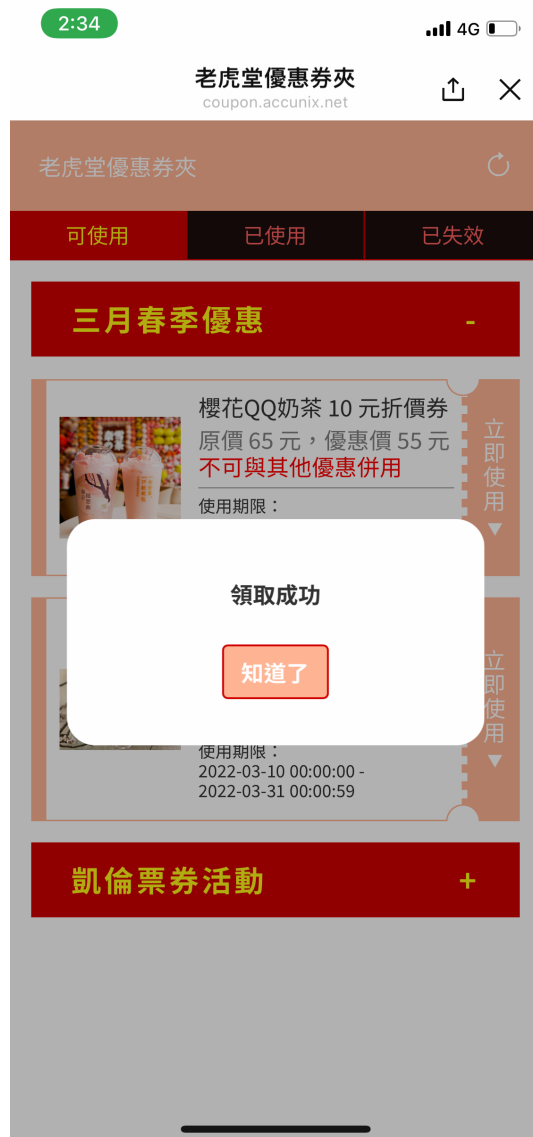 2:34
4G
老虎堂優惠券夾
coupon.accunix.net
老虎堂優惠券夾
可使用
已使用
已失效
三月春季優惠 -
櫻花QQ奶茶 10 元折價券
原價 65 元，優惠價 55 元
不可與其他優惠併用
使用期限：
立即使用▼
領取成功
知道了
使用期限：
2022-03-10 00:00:00 -
2022-03-31 00:00:59
立即使用▼
凱倫票券活動 +